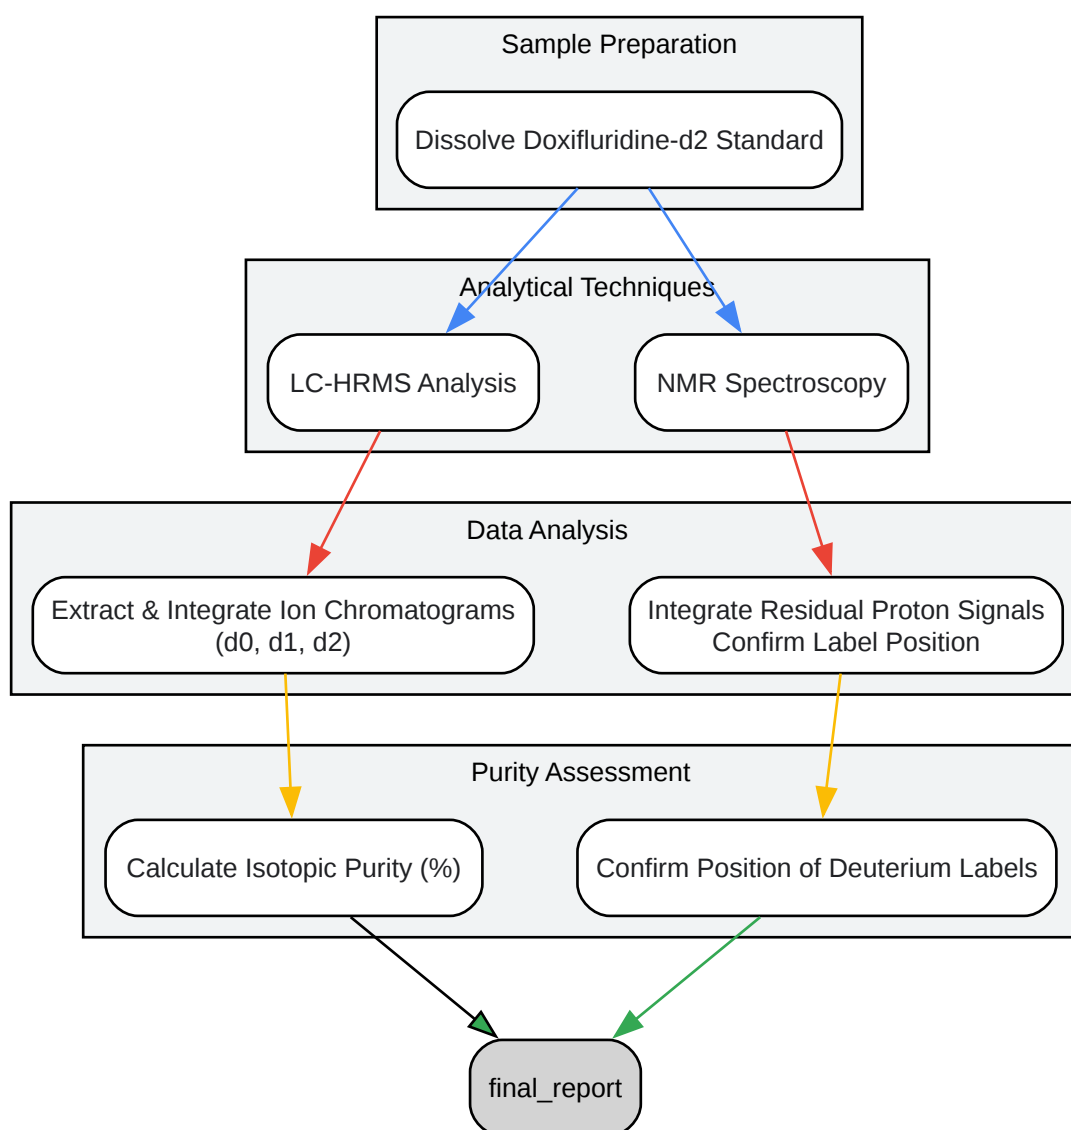 Sample Preparation
Dissolve Doxifluridine-d2 Standard
Analytical Techniques
LC-HRMS Analysis
NMR Spectroscopy
Data Analysis
Extract & Integrate Ion Chromatograms
(d0, d1, d2)
Integrate Residual Proton Signals
Confirm Label Position
Purity Assessment
Calculate Isotopic Purity (%)
Confirm Position of Deuterium Labels
final_report